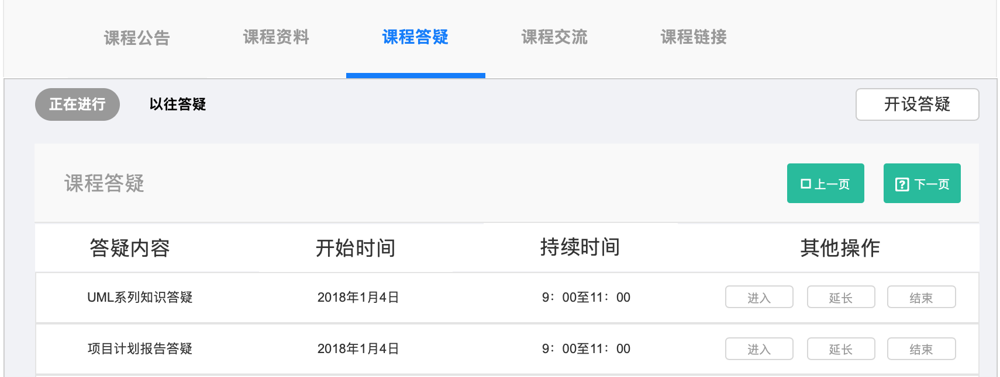 课程公告 课程资料 课程答疑 课程交流 课程链接
正在进行 以往答疑 开设答疑
课程答疑 上一页 下一页
答疑内容 开始时间 持续时间 其他操作
UML系列知识答疑 2018年1月4日 9：00至11：00 进入 延长 结束
项目计划报告答疑 2018年1月4日 9：00至11：00 进入 延长 结束